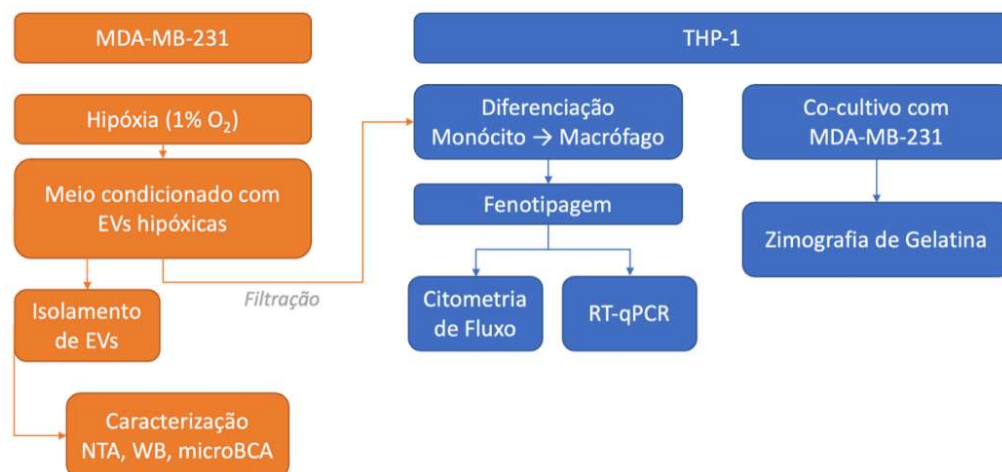 MDA-MB-231
Hipóxia (1% O₂)
Meio condicionado com
EVs hipóxicas
Filtração
Isolamento
de EVs
Caracterização
NTA, WB, microBCA
THP-1
Diferenciação
Monócito → Macrófago
Fenotipagem
Citometria
de Fluxo
RT-qPCR
Co-cultivo com
MDA-MB-231
Zimografia de Gelatina